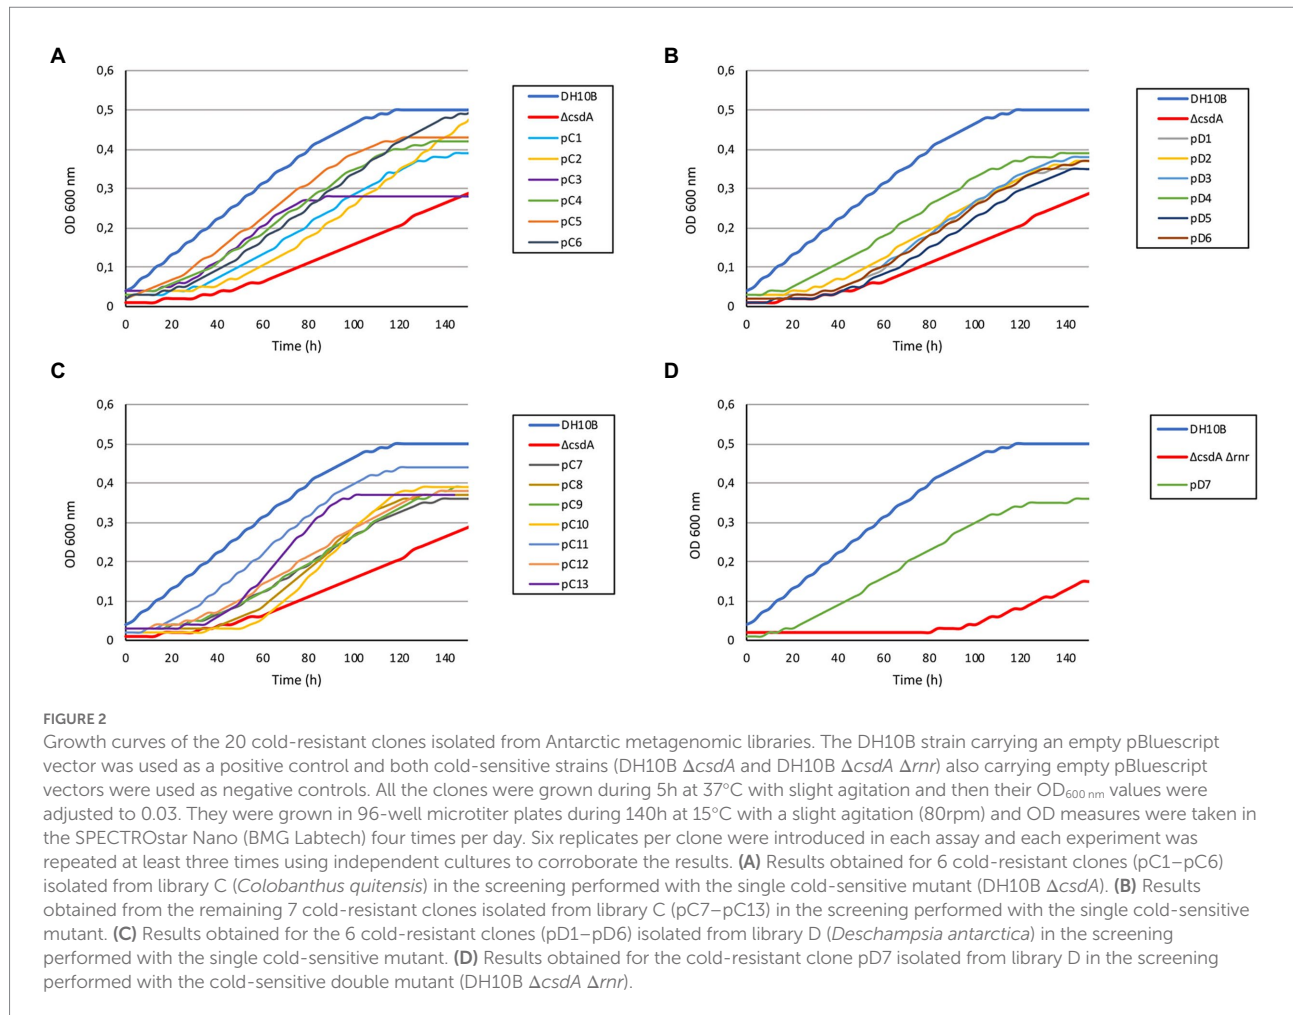 A
0,6
0,5
0,4
0,3
0,2
0,1
0
OD 600 nm
0 20 40 60 80 100 120 140
Time (h)
DH10B
ΔcsdA
pC1
pC2
pC3
pC4
pC5
pC6
B
0,6
0,5
0,4
0,3
0,2
0,1
0
OD 600 nm
0 20 40 60 80 100 120 140
Time (h)
DH10B
ΔcsdA
pD1
pD2
pD3
pD4
pD5
pD6
C
0,6
0,5
0,4
0,3
0,2
0,1
0
OD 600 nm
0 20 40 60 80 100 120 140
Time (h)
DH10B
ΔcsdA
pC7
pC8
pC9
pC10
pC11
pC12
pC13
D
0,6
0,5
0,4
0,3
0,2
0,1
0
OD 600 nm
0 20 40 60 80 100 120 140
Time (h)
DH10B
ΔcsdA Δrnr
pD7
FIGURE 2
Growth curves of the 20 cold-resistant clones isolated from Antarctic metagenomic libraries. The DH10B strain carrying an empty pBluescript
vector was used as a positive control and both cold-sensitive strains (DH10B ΔcsdA and DH10B ΔcsdA Δrnr) also carrying empty pBluescript
vectors were used as negative controls. All the clones were grown during 5h at 37°C with slight agitation and then their OD600 nm values were
adjusted to 0.03. They were grown in 96-well microtiter plates during 140h at 15°C with a slight agitation (80rpm) and OD measures were taken in
the SPECTROstar Nano (BMG Labtech) four times per day. Six replicates per clone were introduced in each assay and each experiment was
repeated at least three times using independent cultures to corroborate the results. (A) Results obtained for 6 cold-resistant clones (pC1–pC6)
isolated from library C (Colobanthus quitensis) in the screening performed with the single cold-sensitive mutant (DH10B ΔcsdA). (B) Results
obtained from the remaining 7 cold-resistant clones isolated from library C (pC7–pC13) in the screening performed with the single cold-sensitive
mutant. (C) Results obtained for the 6 cold-resistant clones (pD1–pD6) isolated from library D (Deschampsia antarctica) in the screening
performed with the single cold-sensitive mutant. (D) Results obtained for the cold-resistant clone pD7 isolated from library D in the screening
performed with the cold-sensitive double mutant (DH10B ΔcsdA Δrnr).